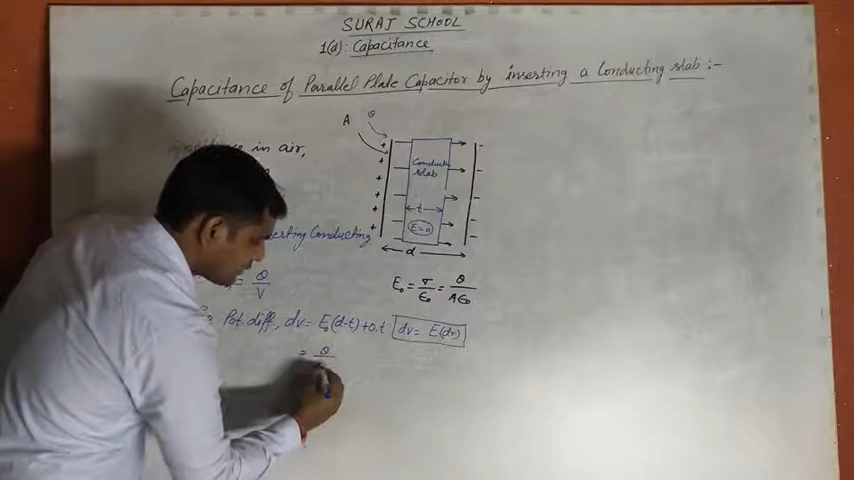 SURAJ SCHOOL
1(d): Capacitance
Capacitance of Parallel Plate Capacitor by inserting a Conducting slab :-
A Q
in air,
Conducting
slab
t
E=0
d
inserting Conducting
= Q/V
E₀ = σ/ε₀ = Q/Aε₀
Pot. diff, dv = E₀(d-t)+0.t
dv = E(dr)
= Q